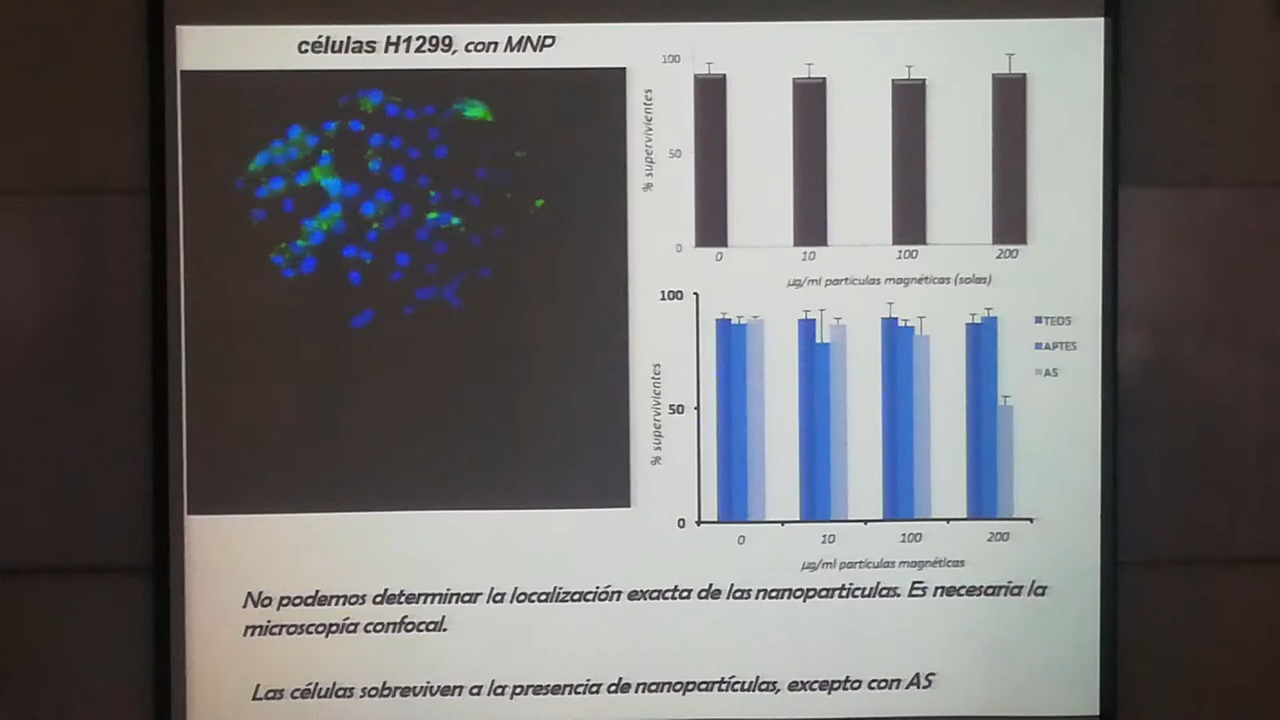 células H1299, con MNP
100
50
0
% supervivientes
0 10 100 200
µg/ml partículas magnéticas (solas)
100
50
0
% supervivientes
0 10 100 200
µg/ml partículas magnéticas
TEOS
APTES
AS
No podemos determinar la localización exacta de las nanoparticulas. Es necesaria la
microscopía confocal.
Las células sobreviven a la presencia de nanopartículas, excepto con AS